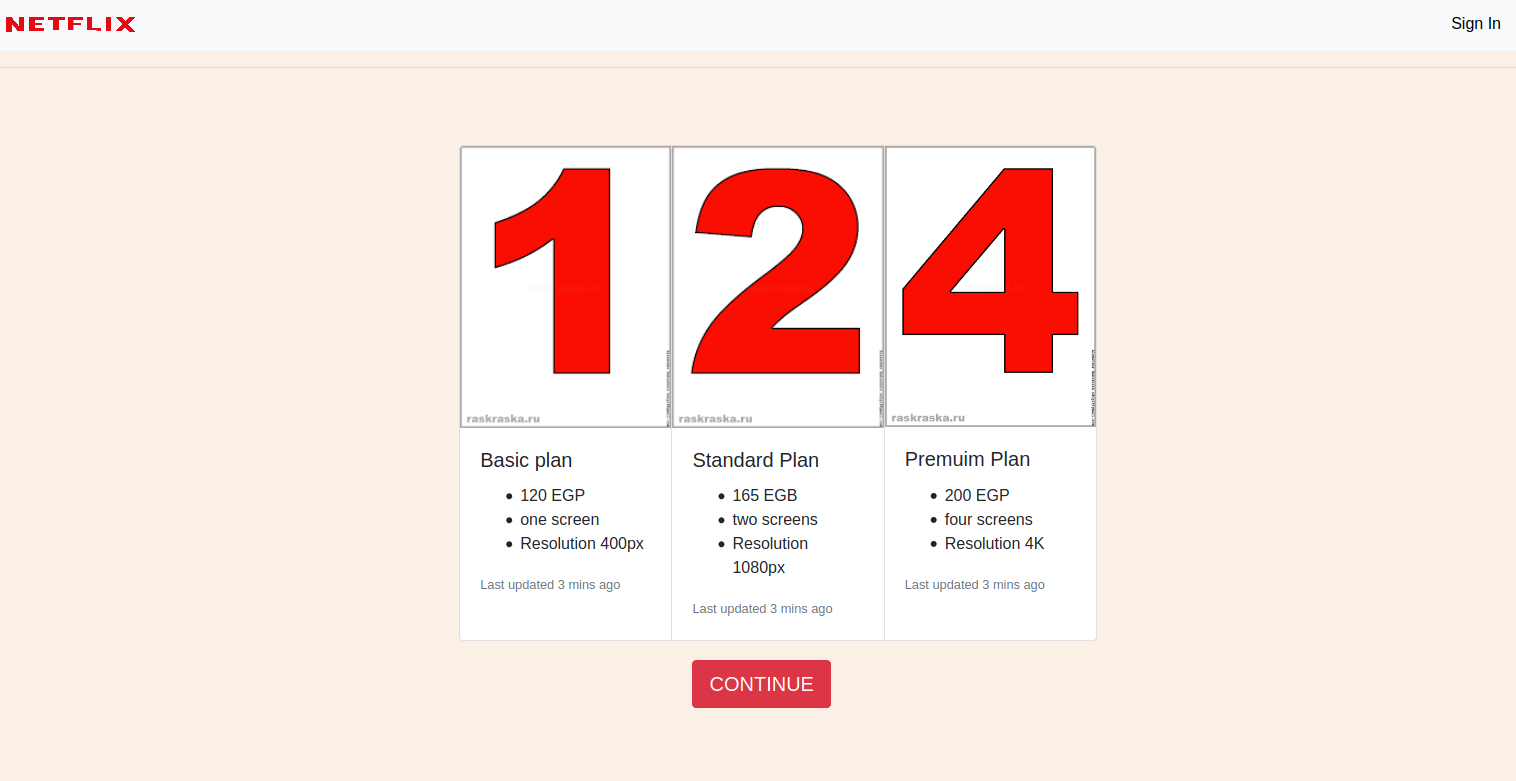 NETFLIX
Sign In
1
2
4
raskraska.ru
raskraska.ru
raskraska.ru
Basic plan
120 EGP
one screen
Resolution 400px
Last updated 3 mins ago
Standard Plan
165 EGB
two screens
Resolution
1080px
Last updated 3 mins ago
Premuim Plan
200 EGP
four screens
Resolution 4K
Last updated 3 mins ago
CONTINUE